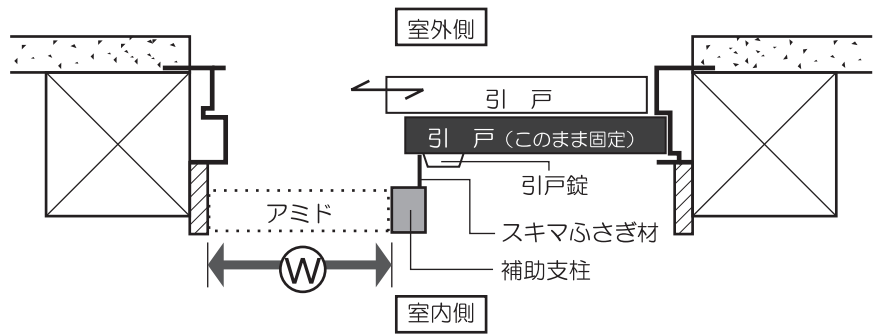 室外側
引 戸
引 戸（このまま固定）
引戸錠
アミド
スキマふさぎ材
W
補助支柱
室内側